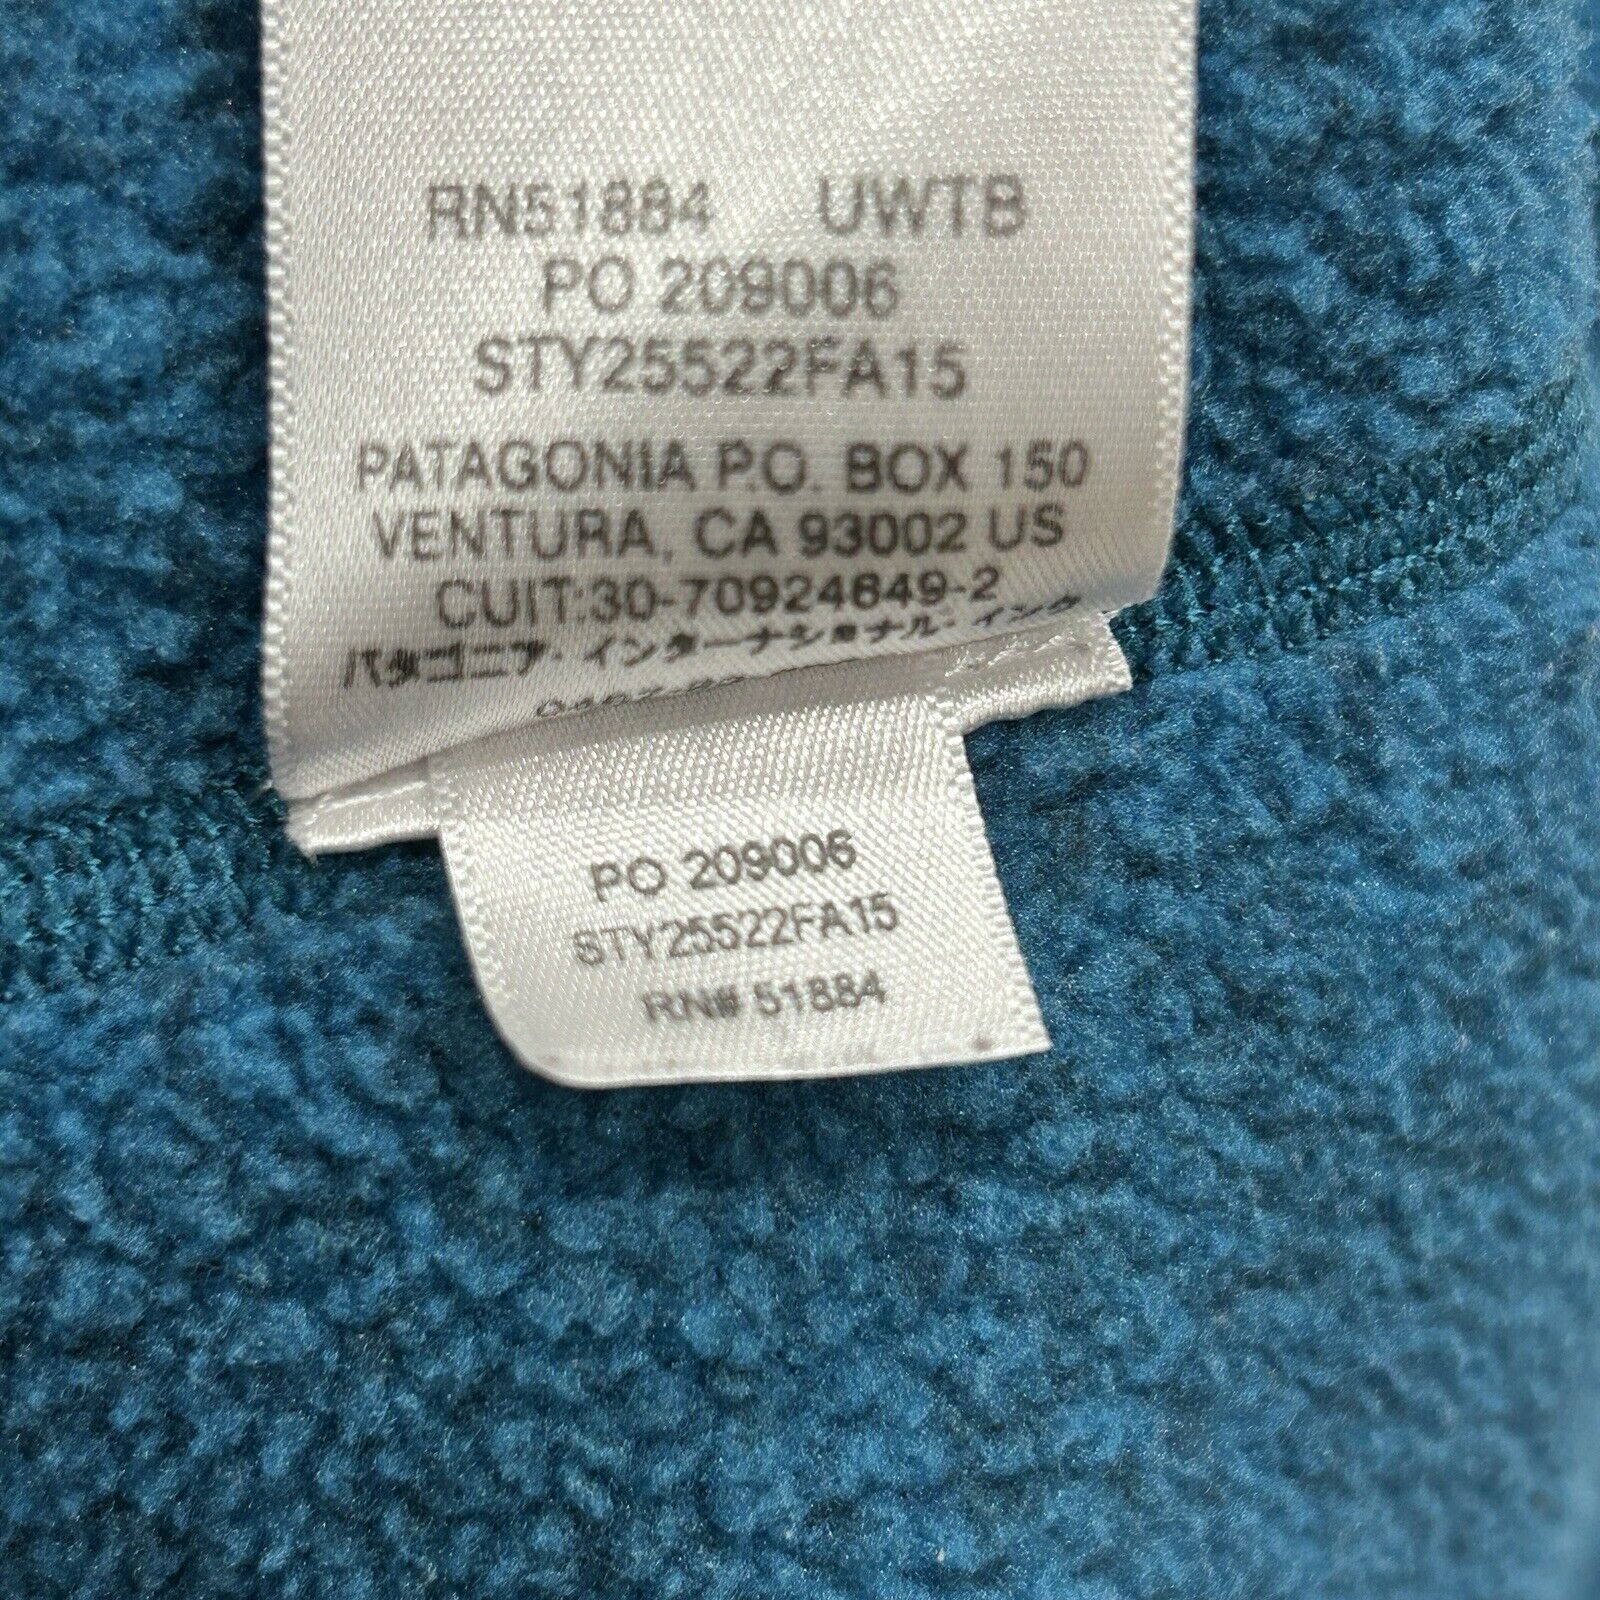 RN51884 UWTB
PO 209006
STY25522FA15
PATAGONIA P.O. BOX 150
VENTURA, CA 93002 US
CUIT:30-70924649-2
パタゴニア・インターナショナル・インク
PO 209006
STY25522FA15
RN# 51884